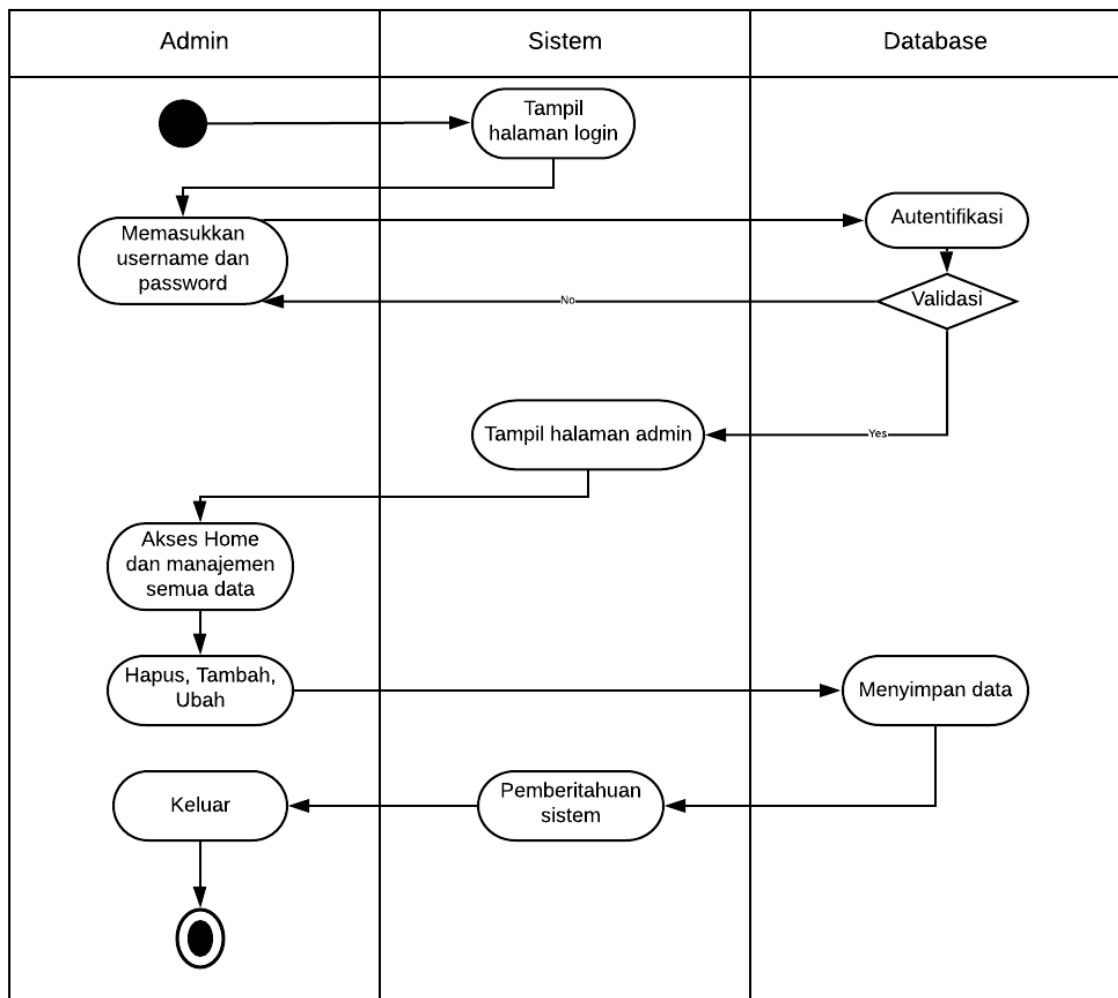 Admin
Sistem
Database
Tampil
halaman login
Memasukkan
username dan
password
Autentifikasi
Validasi
No
Tampil halaman admin
Yes
Akses Home
dan manajemen
semua data
Hapus, Tambah,
Ubah
Menyimpan data
Keluar
Pemberitahuan
sistem